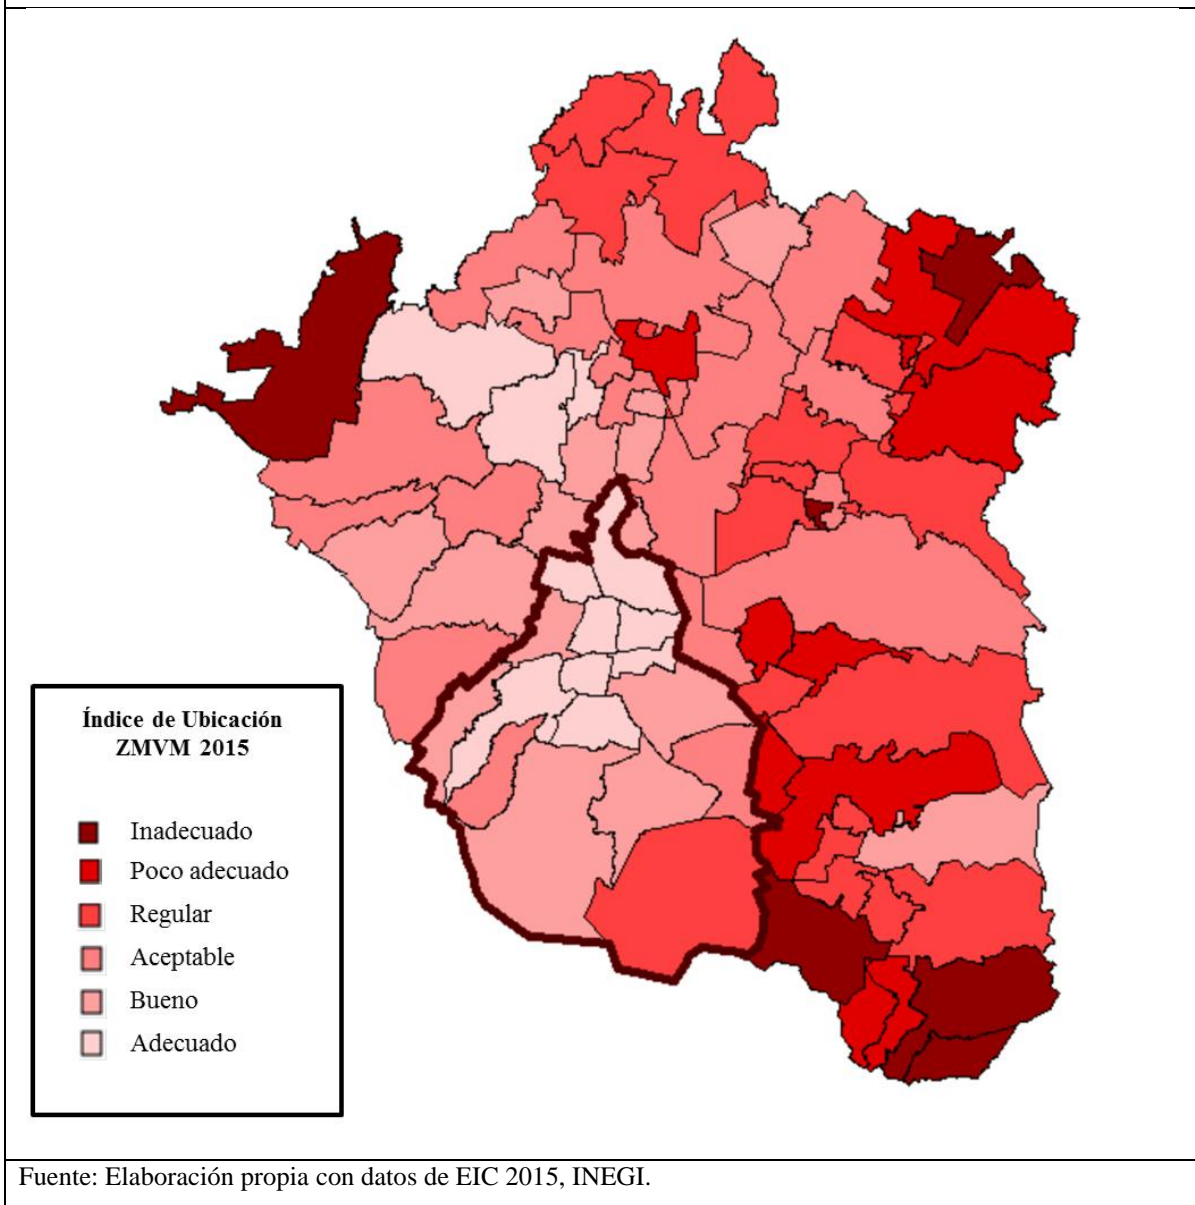 Índice de Ubicación
ZMVM 2015
Inadecuado
Poco adecuado
Regular
Aceptable
Bueno
Adecuado
Fuente: Elaboración propia con datos de EIC 2015, INEGI.